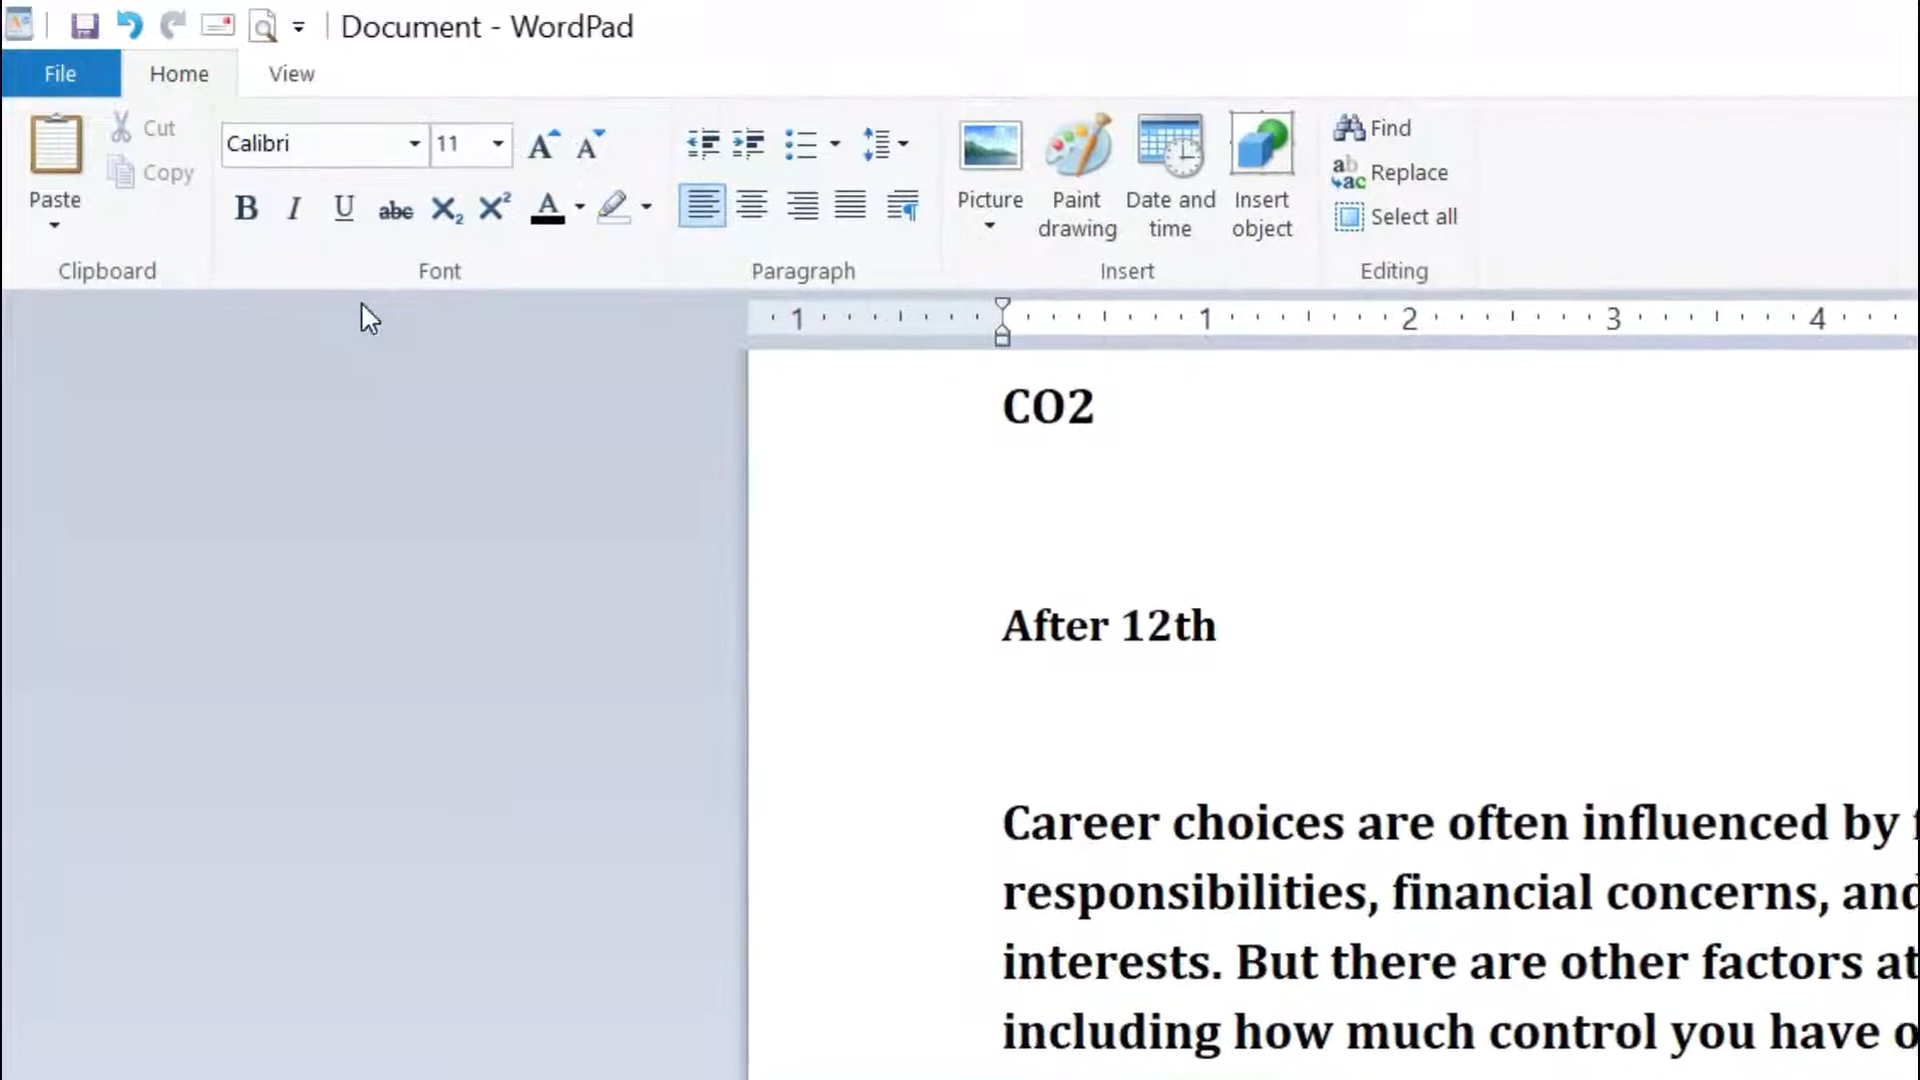 Document - WordPad
File Home View
Cut
Copy
Paste
Clipboard
Calibri 11
B I U abc X2 X2 A
Font
Paragraph
Picture
Paint drawing
Date and time
Insert object
Insert
Find
Replace
Select all
Editing
1 1 2 3 4
CO2
After 12th
Career choices are often influenced by
responsibilities, financial concerns, and
interests. But there are other factors at
including how much control you have